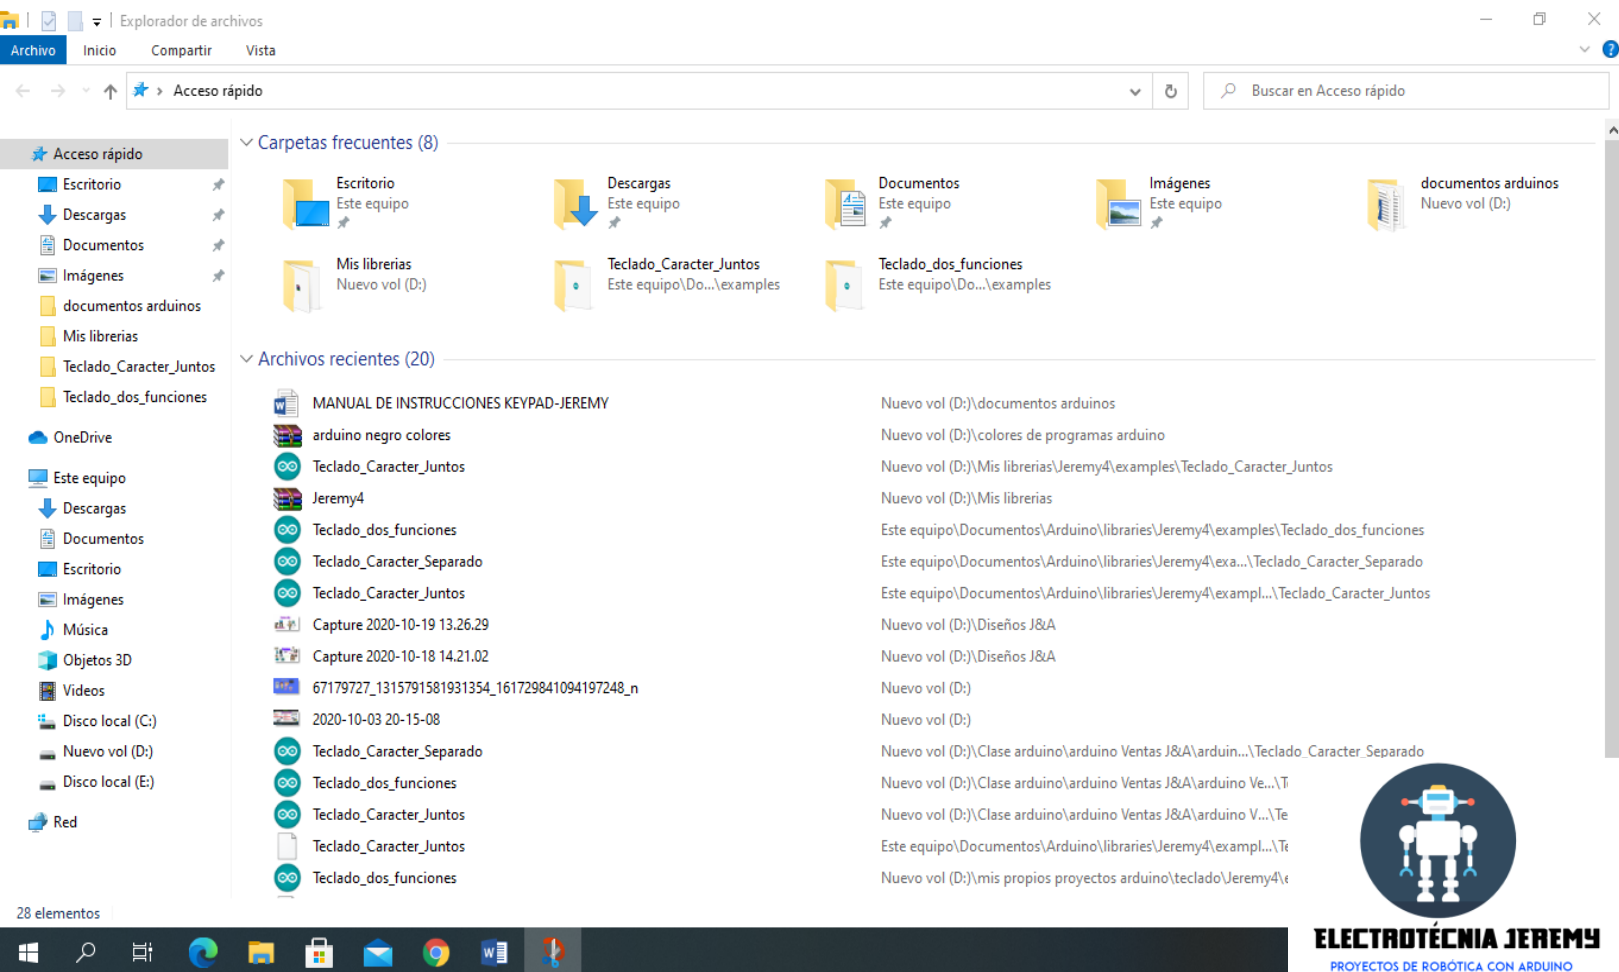 Explorador de archivos
Archivo Inicio Compartir Vista
Acceso rápido
Buscar en Acceso rápido
Acceso rápido
Escritorio
Descargas
Documentos
Imágenes
documentos arduinos
Mis librerias
Teclado_Caracter_Juntos
Teclado_dos_funciones
OneDrive
Este equipo
Descargas
Documentos
Escritorio
Imágenes
Música
Objetos 3D
Videos
Disco local (C:)
Nuevo vol (D:)
Disco local (E:)
Red
Carpetas frecuentes (8)
Escritorio
Este equipo
Descargas
Este equipo
Documentos
Este equipo
Imágenes
Este equipo
documentos arduinos
Nuevo vol (D:)
Mis librerias
Nuevo vol (D:)
Teclado_Caracter_Juntos
Este equipo\Do...\examples
Teclado_dos_funciones
Este equipo\Do...\examples
Archivos recientes (20)
MANUAL DE INSTRUCCIONES KEYPAD-JEREMY Nuevo vol (D:)\documentos arduinos
arduino negro colores Nuevo vol (D:)\colores de programas arduino
Teclado_Caracter_Juntos Nuevo vol (D:)\Mis librerias\Jeremy4\examples\Teclado_Caracter_Juntos
Jeremy4 Nuevo vol (D:)\Mis librerias
Teclado_dos_funciones Este equipo\Documentos\Arduino\libraries\Jeremy4\examples\Teclado_dos_funciones
Teclado_Caracter_Separado Este equipo\Documentos\Arduino\libraries\Jeremy4\exa...\Teclado_Caracter_Separado
Teclado_Caracter_Juntos Este equipo\Documentos\Arduino\libraries\Jeremy4\exampl...\Teclado_Caracter_Juntos
Capture 2020-10-19 13.26.29 Nuevo vol (D:)\Diseños J&A
Capture 2020-10-18 14.21.02 Nuevo vol (D:)\Diseños J&A
67179727_1315791581931354_161729841094197248_n Nuevo vol (D:)
2020-10-03 20-15-08 Nuevo vol (D:)
Teclado_Caracter_Separado Nuevo vol (D:)\Clase arduino\arduino Ventas J&A\arduin...\Teclado_Caracter_Separado
Teclado_dos_funciones Nuevo vol (D:)\Clase arduino\arduino Ventas J&A\arduino Ve...\T
Teclado_Caracter_Juntos Nuevo vol (D:)\Clase arduino\arduino Ventas J&A\arduino V...\Te
Teclado_Caracter_Juntos Este equipo\Documentos\Arduino\libraries\Jeremy4\exampl...\Te
Teclado_dos_funciones Nuevo vol (D:)\mis propios proyectos arduino\teclado\Jeremy4\e
28 elementos
ELECTROTÉCNIA JEREMY
PROYECTOS DE ROBÓTICA CON ARDUINO